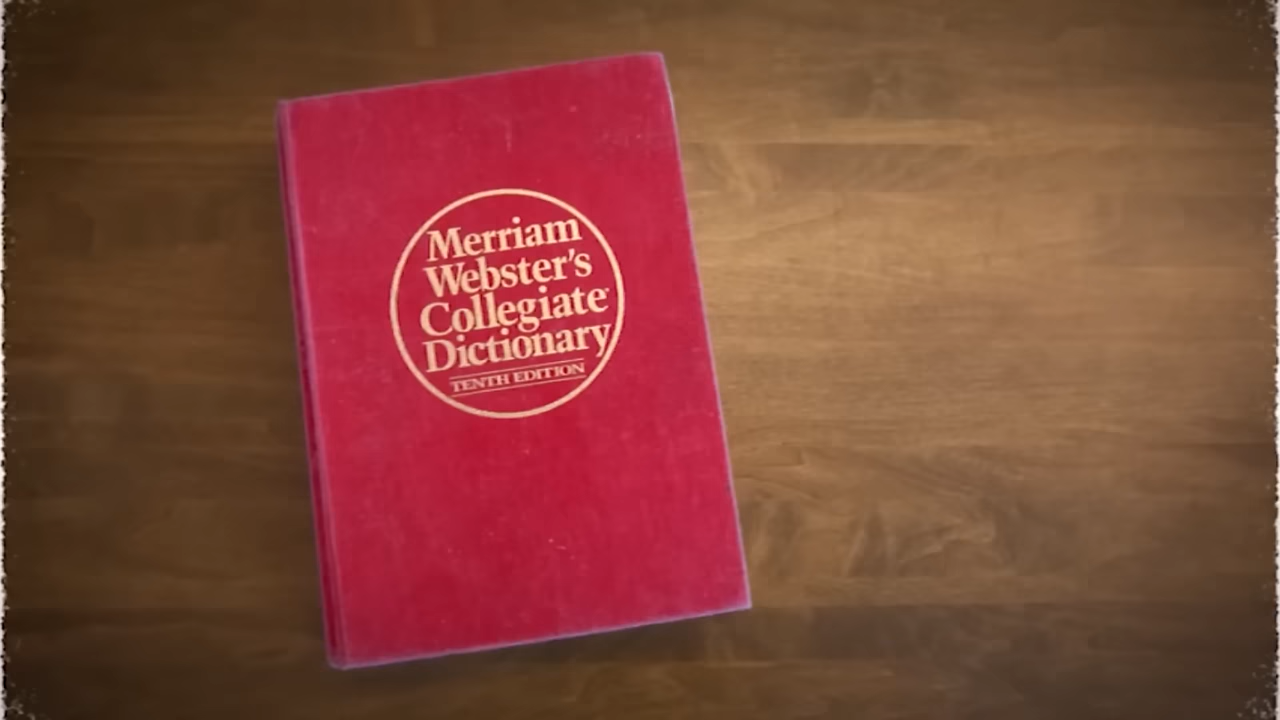 Merriam
Webster's
Collegiate®
Dictionary
TENTH EDITION